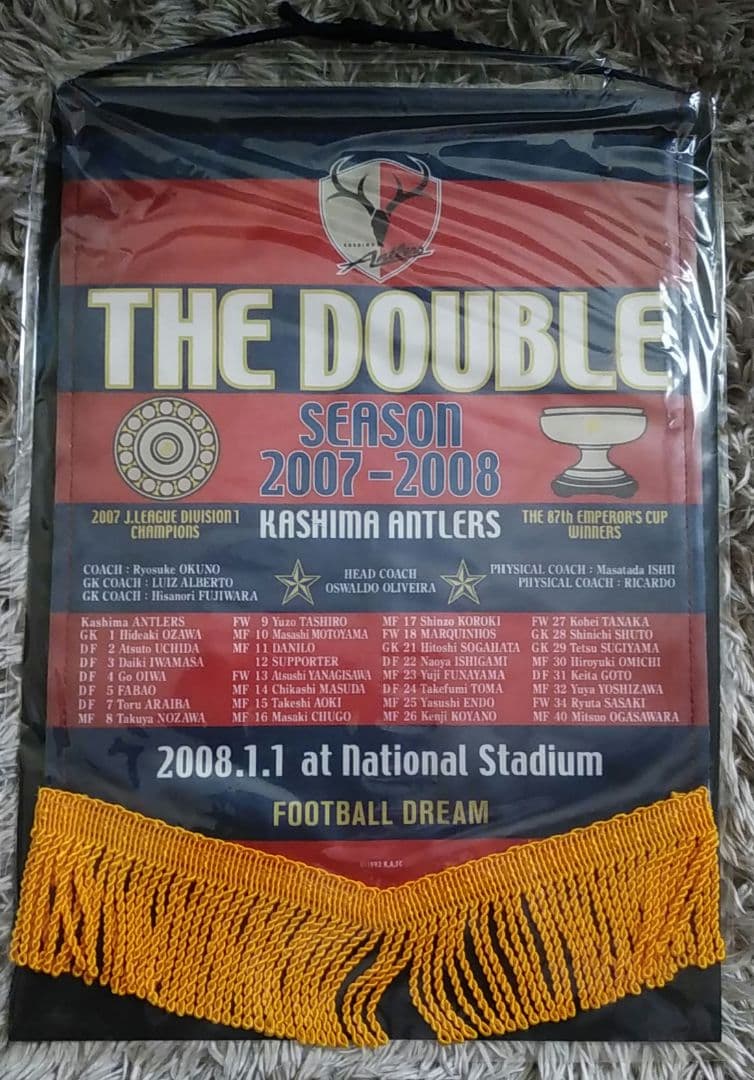 KASHIMA
Antlers
THE DOUBLE
SEASON
2007-2008
2007 J.LEAGUE DIVISION 1
CHAMPIONS
KASHIMA ANTLERS
THE 87th EMPEROR'S CUP
WINNERS
COACH : Ryosuke OKUNO
GK COACH : LUIZ ALBERTO
GK COACH : Hisanori FUJIWARA
HEAD COACH
OSWALDO OLIVEIRA
PHYSICAL COACH : Masatada ISHII
PHYSICAL COACH : RICARDO
Kashima ANTLERS
GK 1 Hideaki OZAWA
DF 2 Atsuto UCHIDA
DF 3 Daiki IWAMASA
DF 4 Go OIWA
DF 5 FABAO
DF 7 Toru ARAIBA
MF 8 Takuya NOZAWA
FW 9 Yuzo TASHIRO
MF 10 Masashi MOTOYAMA
MF 11 DANILO
12 SUPPORTER
FW 13 Atsushi YANAGISAWA
MF 14 Chikashi MASUDA
MF 15 Takeshi AOKI
MF 16 Masaki CHUGO
MF 17 Shinzo KOROKI
FW 18 MARQUINHOS
GK 21 Hitoshi SOGAHATA
DF 22 Naoya ISHIGAMI
MF 23 Yuji FUNAYAMA
DF 24 Takefumi TOMA
MF 25 Yasushi ENDO
MF 26 Kenji KOYANO
FW 27 Kohei TANAKA
GK 28 Shinichi SHUTO
GK 29 Tetsu SUGIYAMA
MF 30 Hiroyuki OMICHI
DF 31 Keita GOTO
MF 32 Yuya YOSHIZAWA
FW 34 Ryuta SASAKI
MF 40 Mitsuo OGASAWARA
2008.1.1 at National Stadium
FOOTBALL DREAM
©1992 K.A.FC